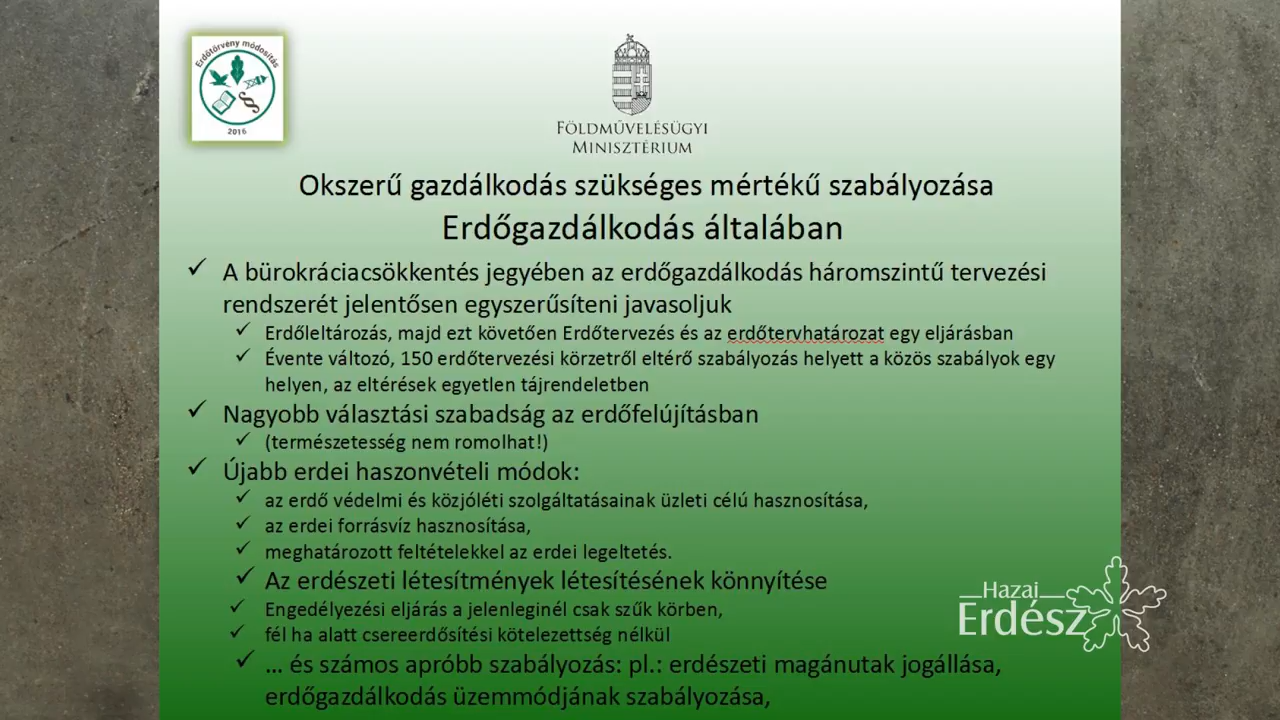 Erdőtörvény módosítás
2016
FÖLDMŰVELÉSÜGYI
MINISZTÉRIUM
Okszerű gazdálkodás szükséges mértékű szabályozása
Erdőgazdálkodás általában
✓ A bürokráciacsökkentés jegyében az erdőgazdálkodás háromszintű tervezési
rendszerét jelentősen egyszerűsíteni javasoljuk
✓ Erdőleltározás, majd ezt követően Erdőtervezés és az erdőtervhatározat egy eljárásban
✓ Évente változó, 150 erdőtervezési körzetről eltérő szabályozás helyett a közös szabályok egy
helyen, az eltérések egyetlen tájrendeletben
✓ Nagyobb választási szabadság az erdőfelújításban
✓ (természetesség nem romolhat!)
✓ Újabb erdei haszonvételi módok:
✓ az erdő védelmi és közjóléti szolgáltatásainak üzleti célú hasznosítása,
✓ az erdei forrásvíz hasznosítása,
✓ meghatározott feltételekkel az erdei legeltetés.
✓ Az erdészeti létesítmények létesítésének könnyítése
✓ Engedélyezési eljárás a jelenleginél csak szűk körben,
✓ fél ha alatt csereerdősítési kötelezettség nélkül
✓ … és számos apróbb szabályozás: pl.: erdészeti magánutak jogállása,
erdőgazdálkodás üzemmódjának szabályozása,
Hazai
Erdész